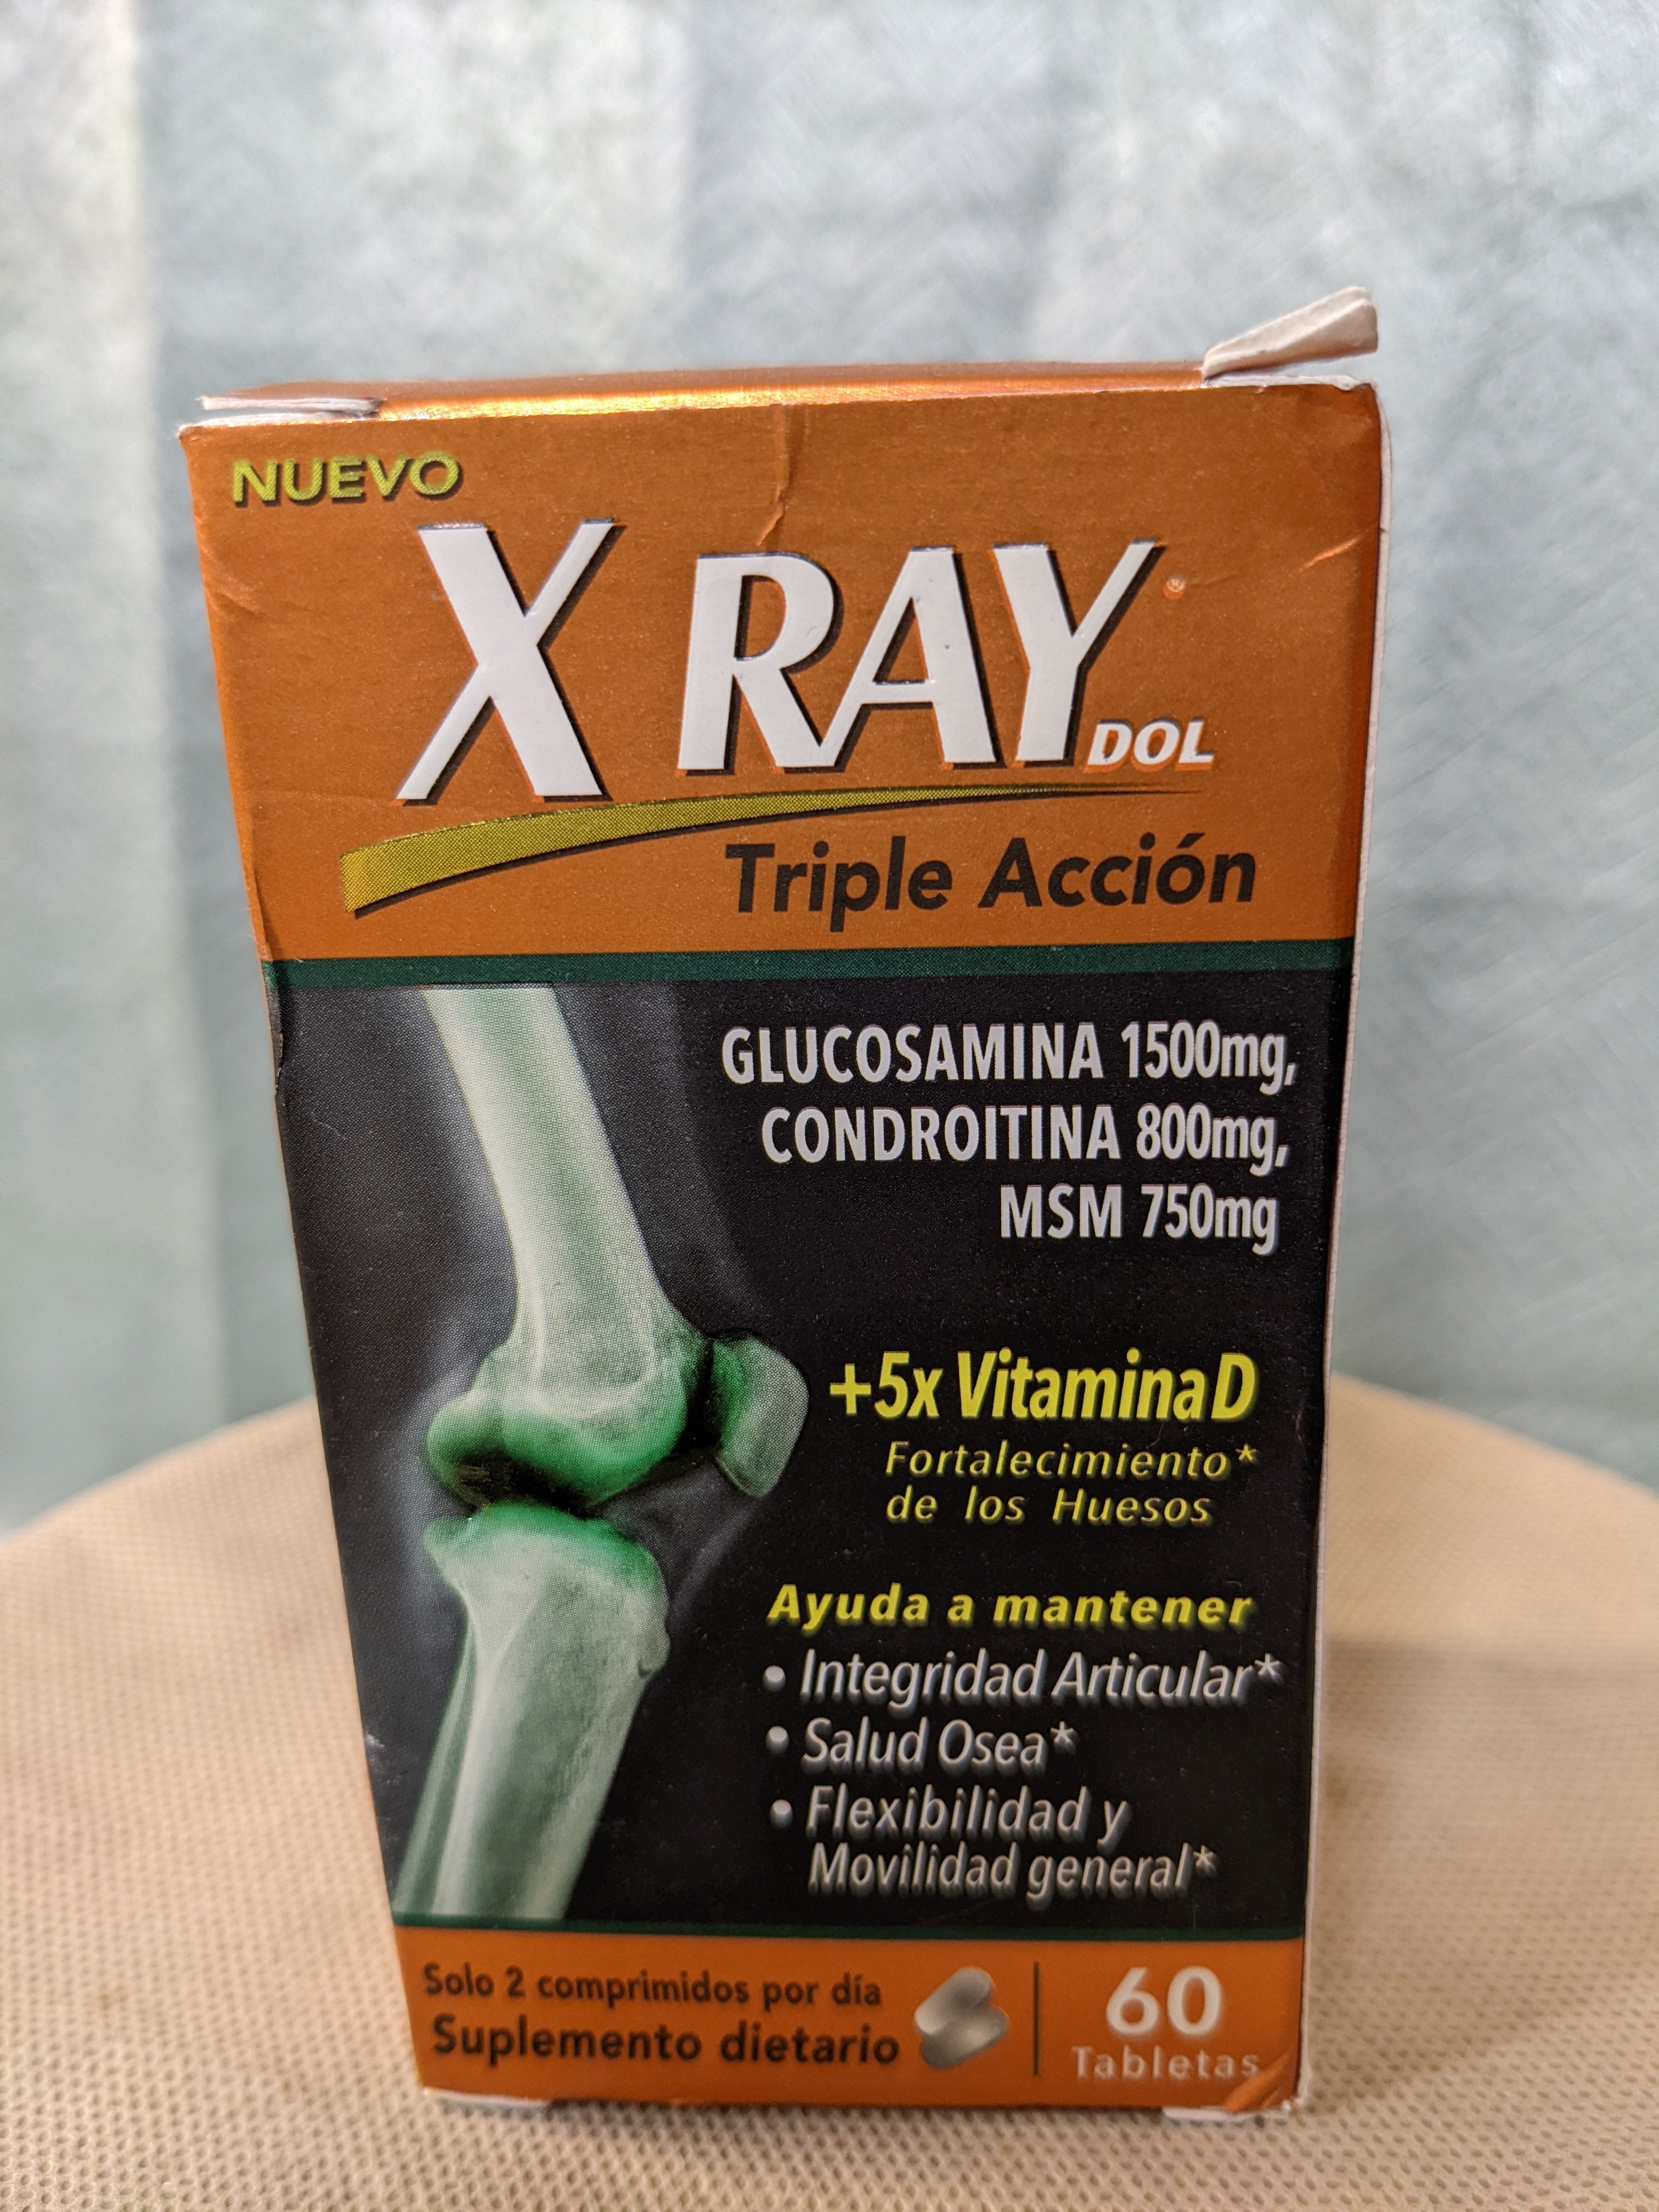 NUEVO
X RAY®
DOL
Triple Acción
GLUCOSAMINA 1500mg,
CONDROITINA 800mg,
MSM 750mg
+5x Vitamina D
Fortalecimiento*
de los Huesos
Ayuda a mantener
• Integridad Articular*
• Salud Osea*
• Flexibilidad y
Movilidad general*
Solo 2 comprimidos por día
Suplemento dietario
60
Tabletas